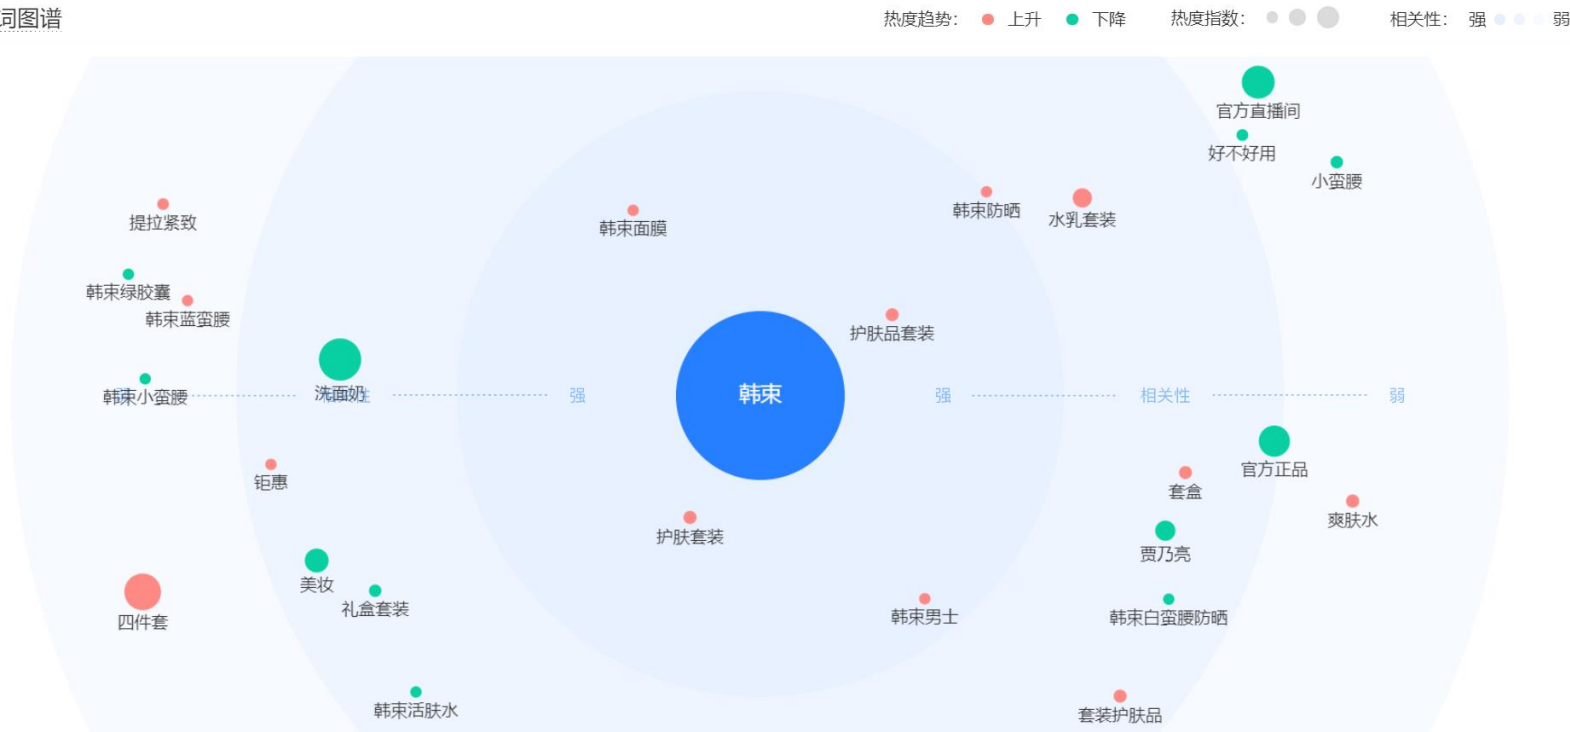 词图谱
热度趋势： 上升 下降 热度指数： 相关性： 强 弱
官方直播间
好不好用
小蛮腰
提拉紧致
韩束面膜
韩束防晒
水乳套装
韩束绿胶囊
韩束蓝蛮腰
护肤品套装
韩束小蛮腰
洗面奶
强
韩束
强
相关性
弱
官方正品
钜惠
套盒
爽肤水
护肤套装
贾乃亮
美妆
礼盒套装
四件套
韩束男士
韩束白蛮腰防晒
韩束活肤水
套装护肤品